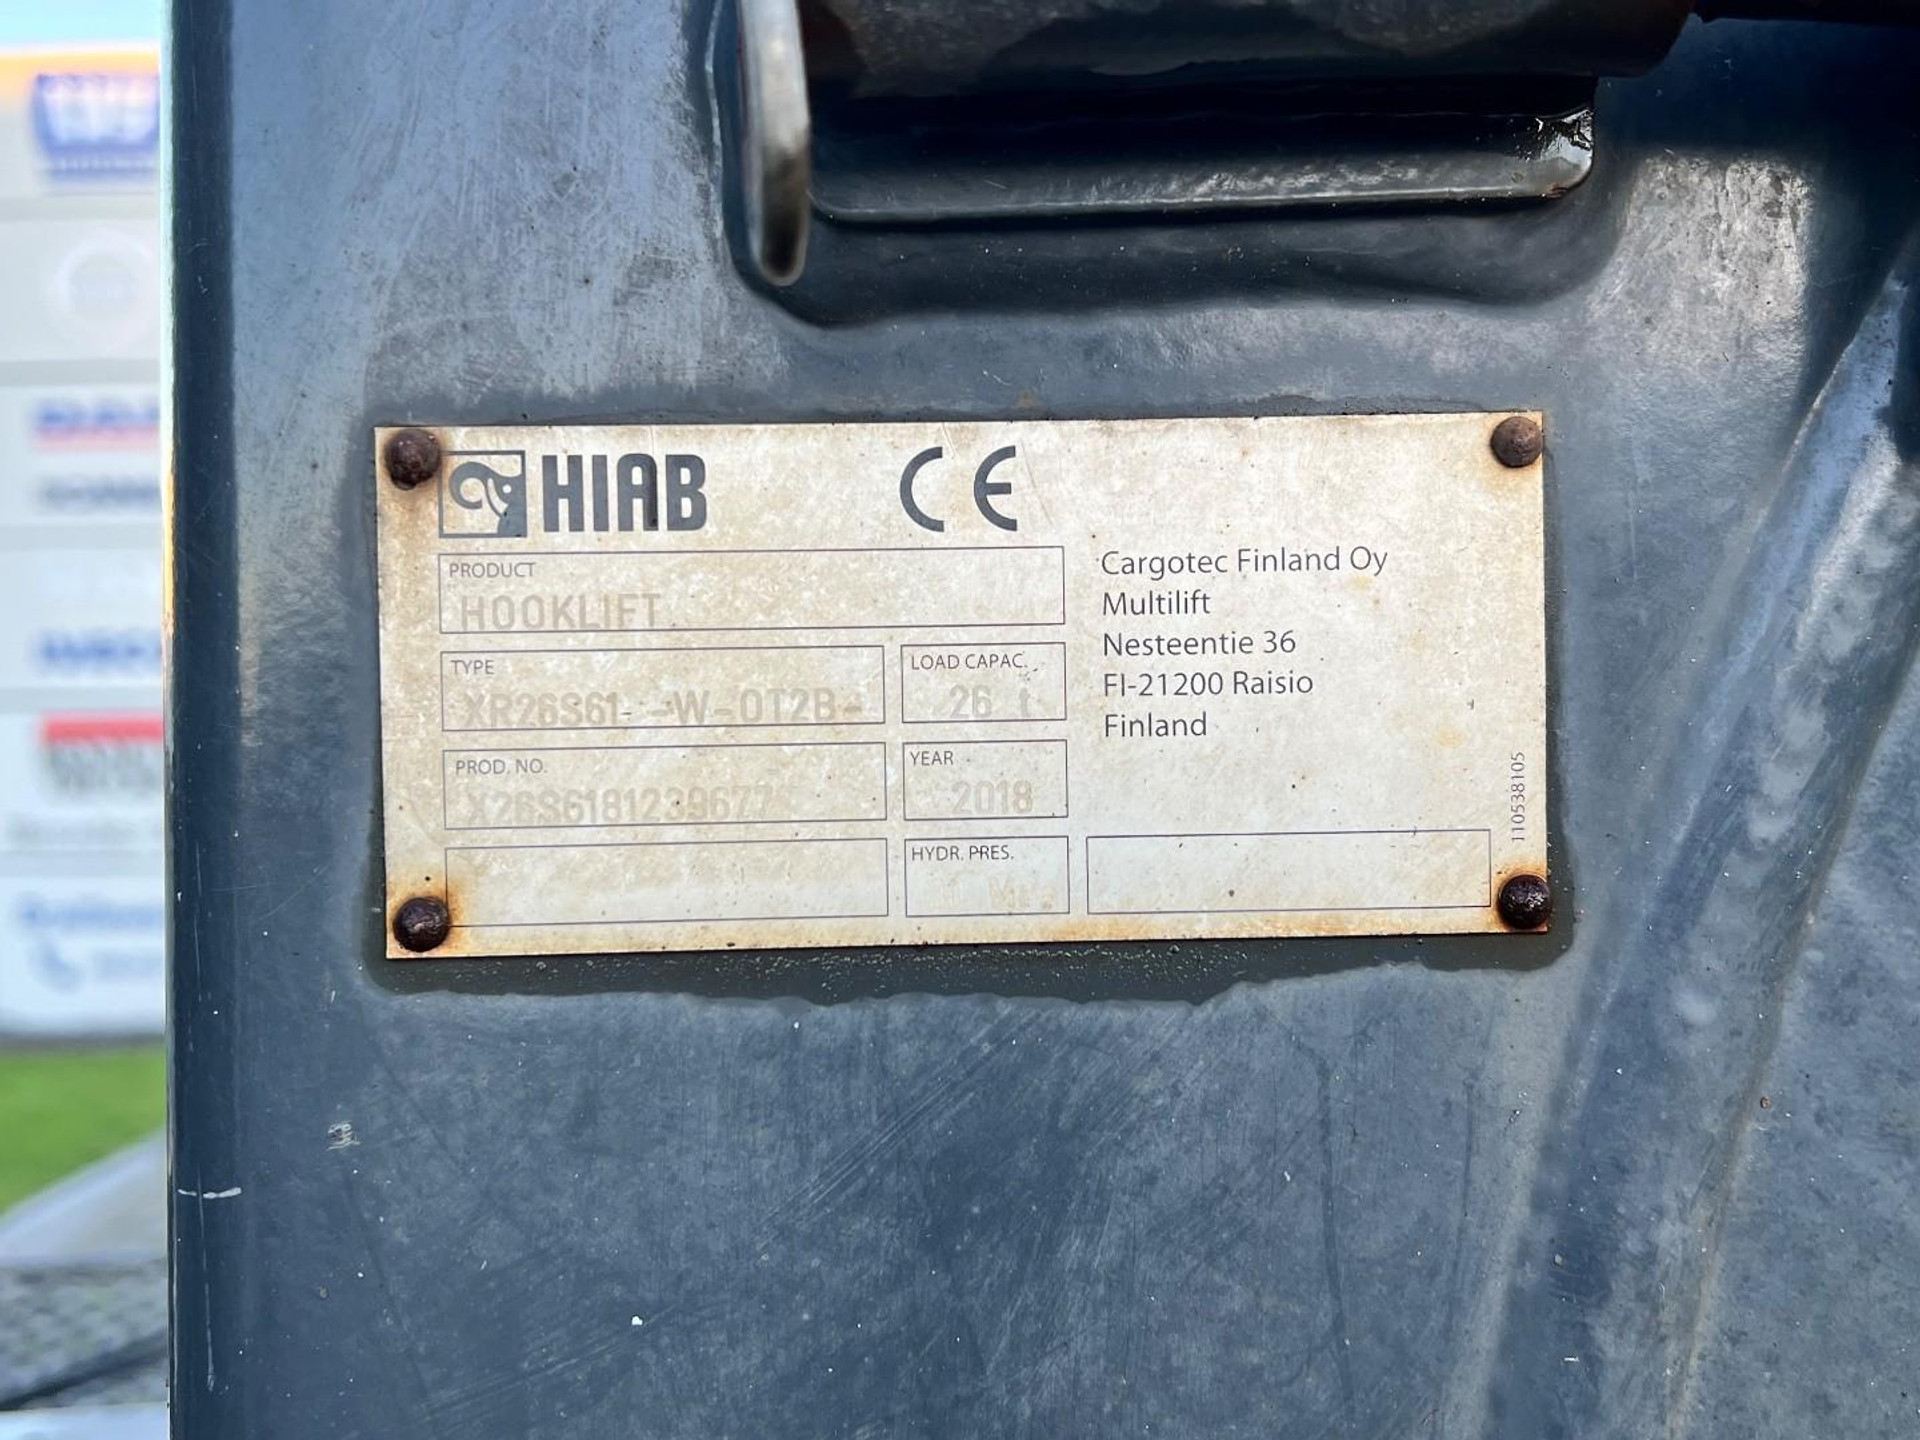 HIAB CE
PRODUCT
HOOKLIFT
TYPE
XR26S61- -W-OT2B-
LOAD CAPAC.
26 t
PROD. NO.
X26S6181239677
YEAR
2018
HYDR. PRES.
Cargotec Finland Oy
Multilift
Nesteentie 36
FI-21200 Raisio
Finland
110538105